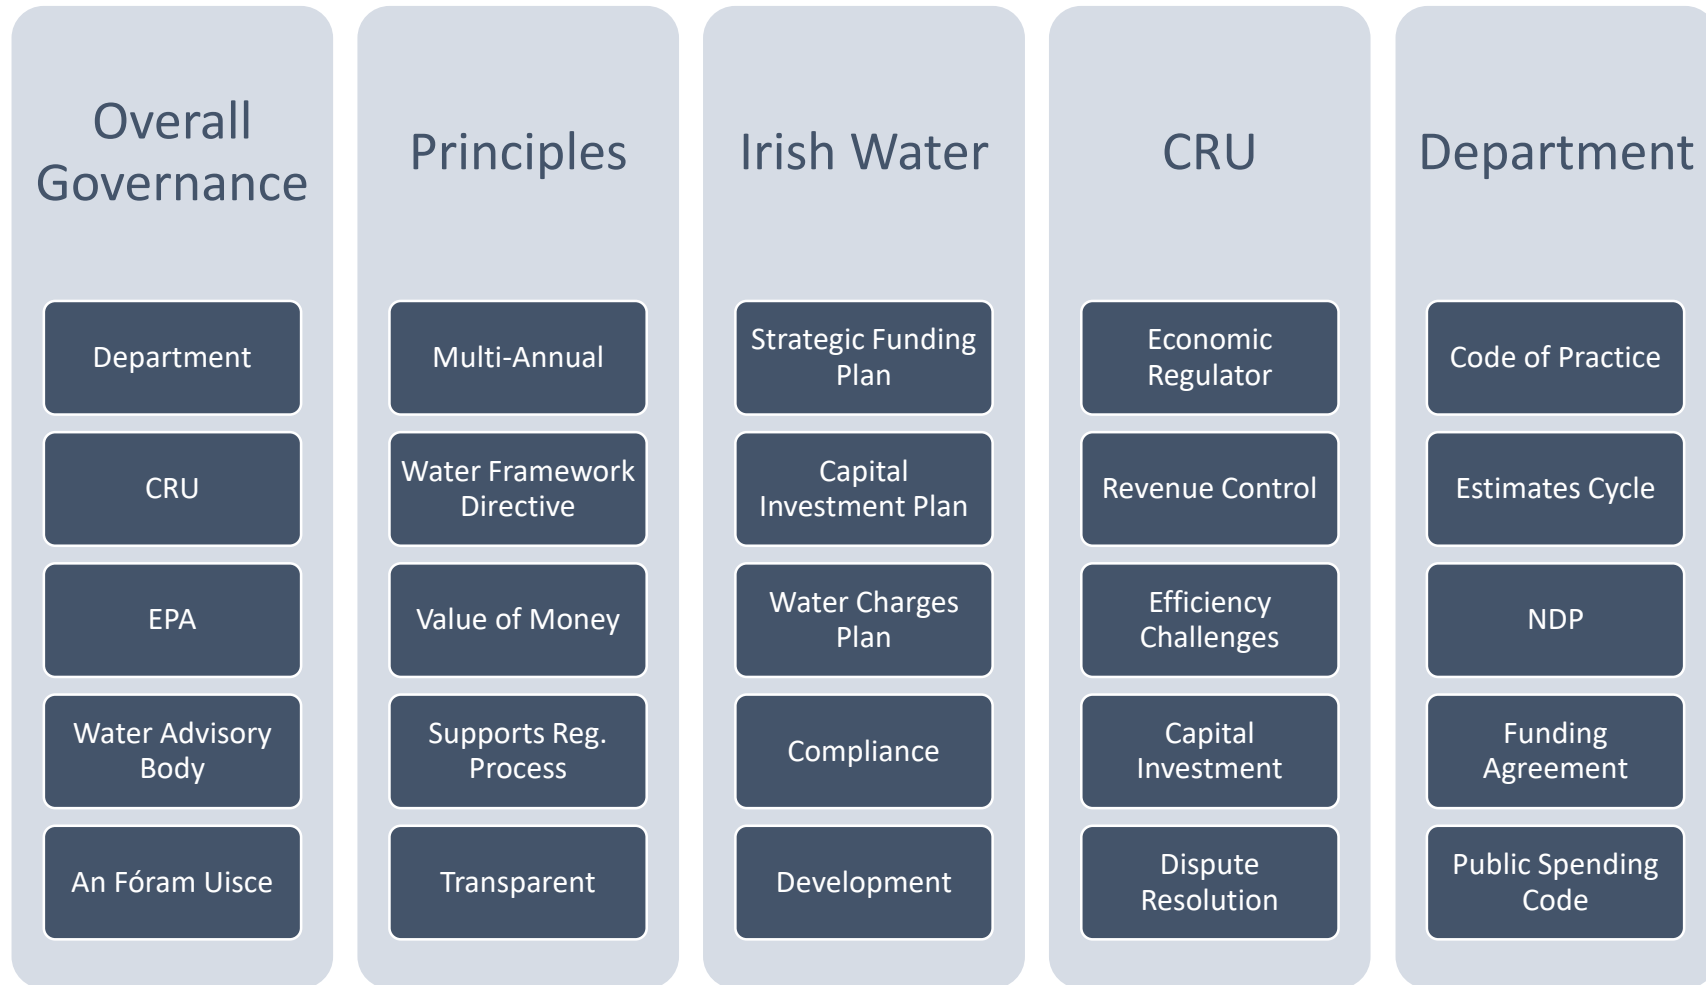 Overall
Governance
Department
CRU
EPA
Water Advisory
Body
An Fóram Uisce
Principles
Multi-Annual
Water Framework
Directive
Value of Money
Supports Reg.
Process
Transparent
Irish Water
Strategic Funding
Plan
Capital
Investment Plan
Water Charges
Plan
Compliance
Development
CRU
Economic
Regulator
Revenue Control
Efficiency
Challenges
Capital
Investment
Dispute
Resolution
Department
Code of Practice
Estimates Cycle
NDP
Funding
Agreement
Public Spending
Code